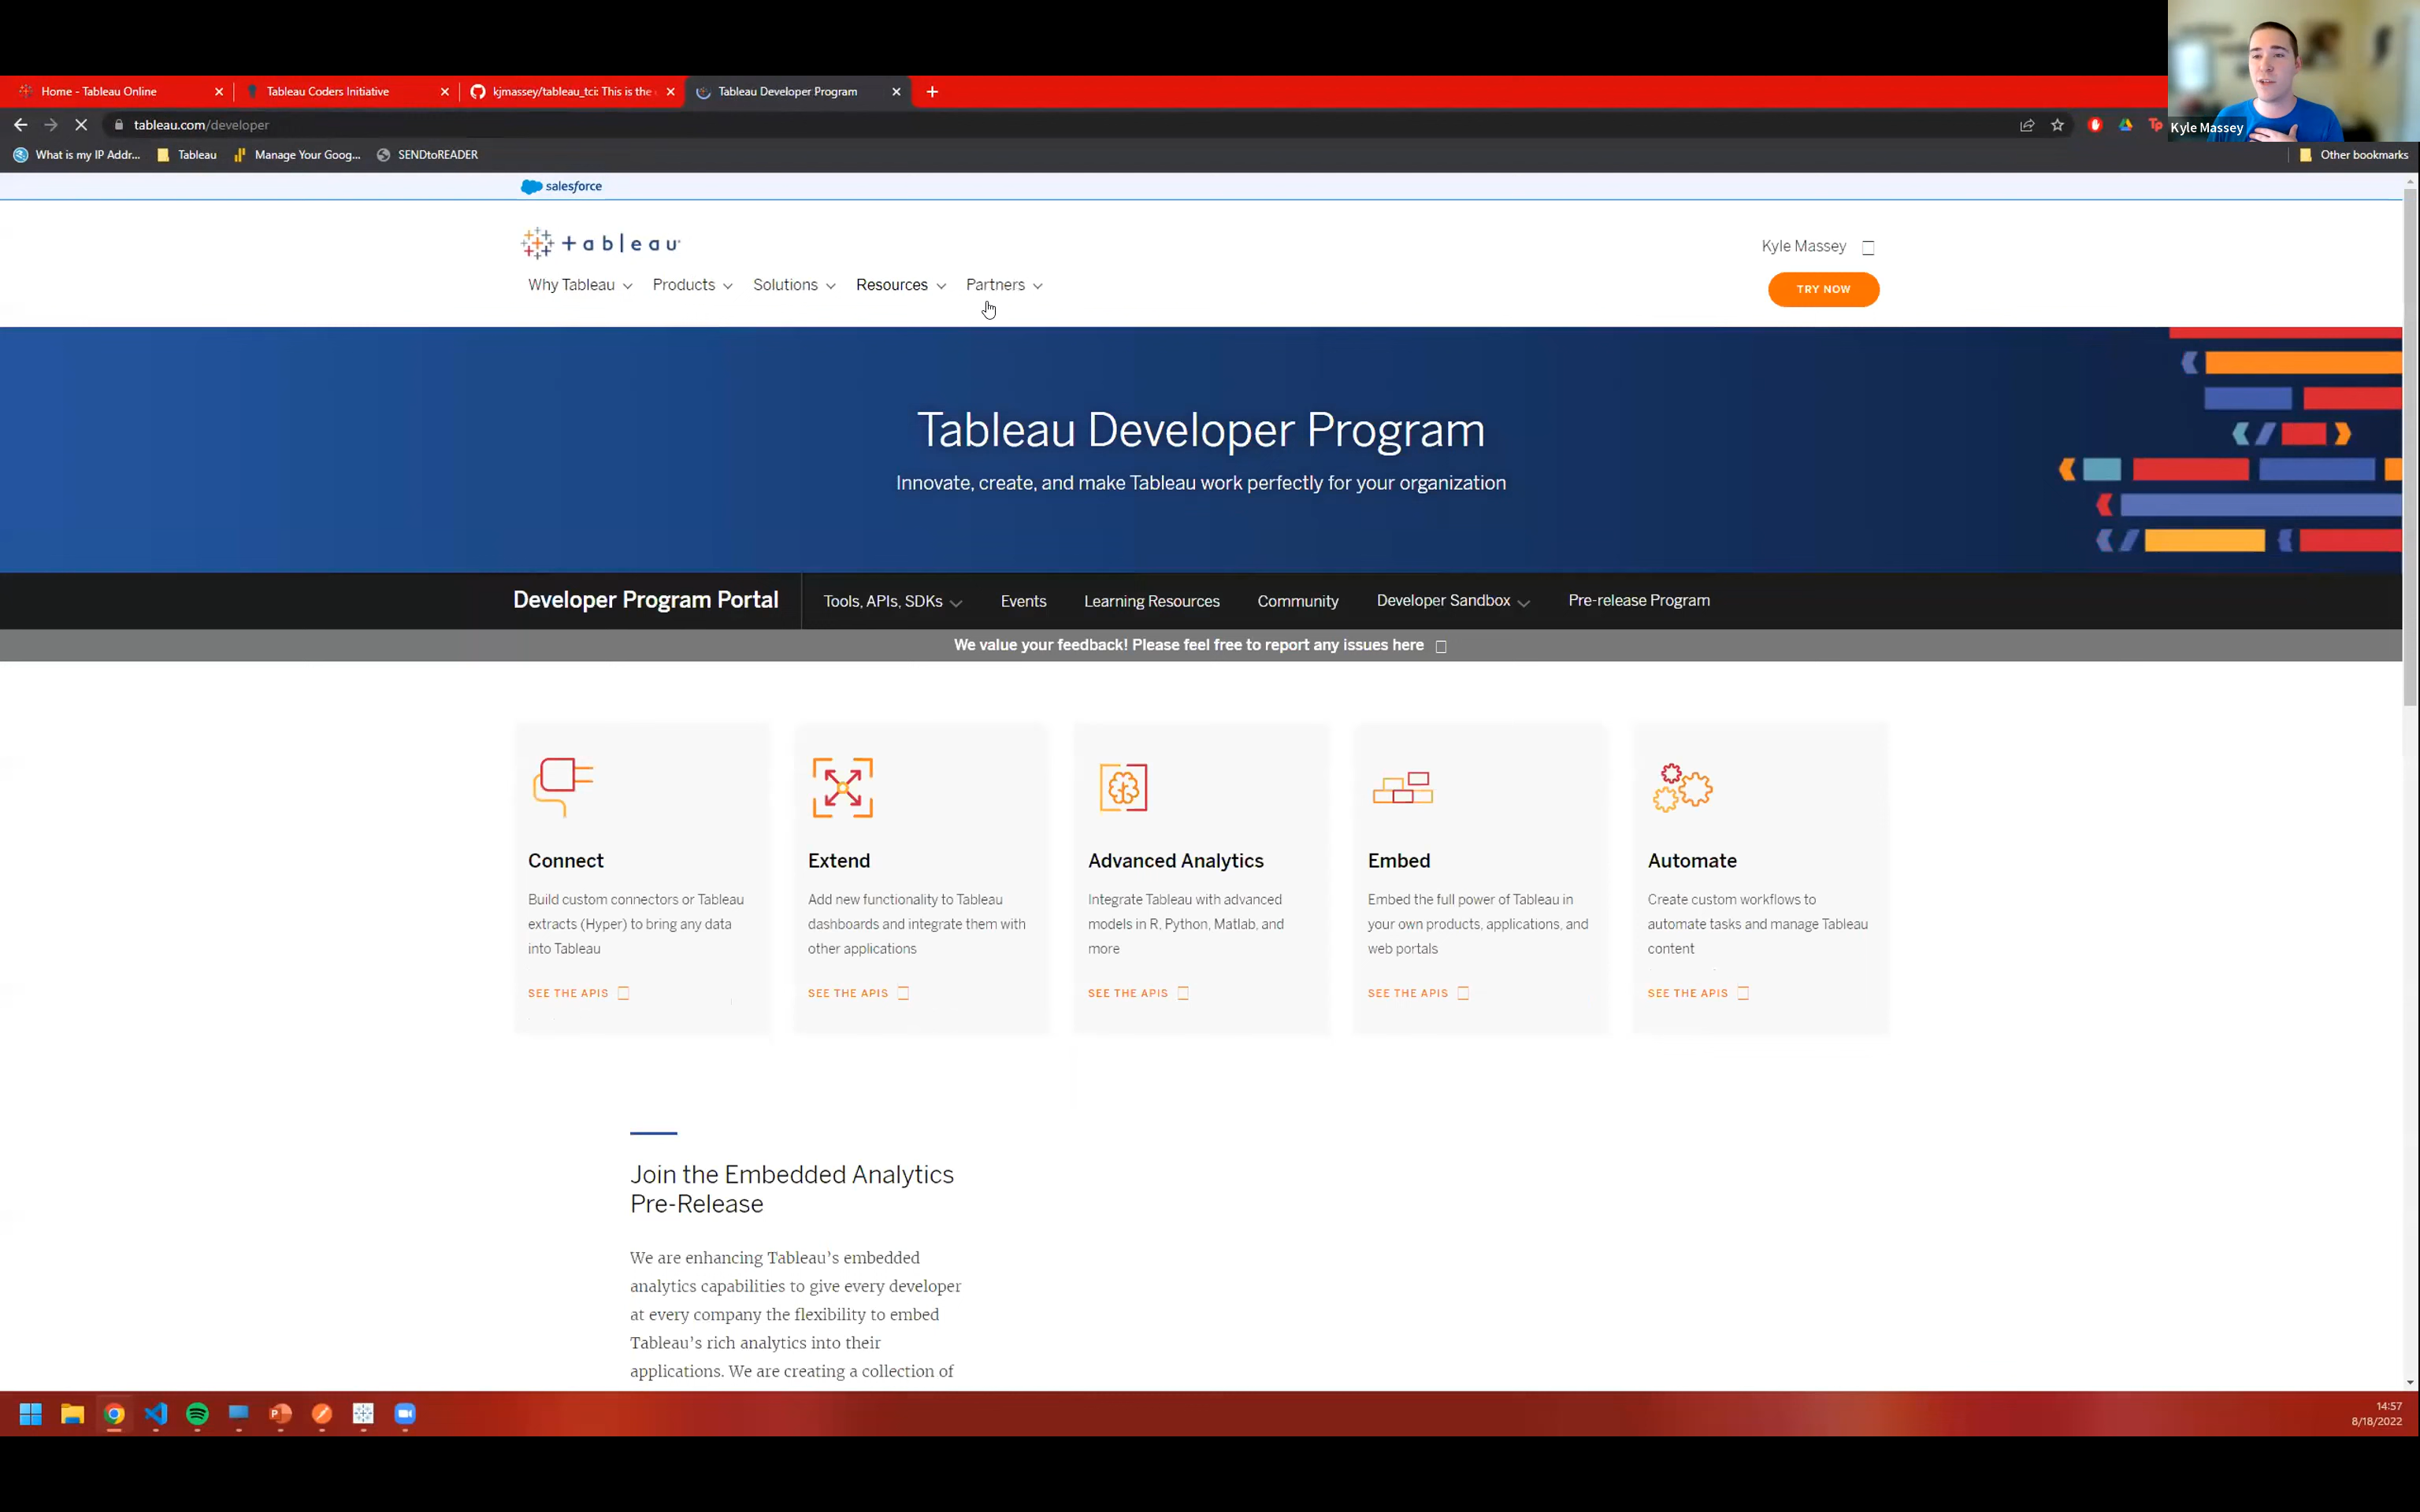 Home - Tableau Online
Tableau Coders Initiative
kjmassey/tableau_tci: This is the
Tableau Developer Program
tableau.com/developer
Kyle Massey
What is my IP Addr...
Tableau
Manage Your Goog...
SENDtoREADER
Other bookmarks
salesforce
+ableau
Kyle Massey
Why Tableau
Products
Solutions
Resources
Partners
TRY NOW
Tableau Developer Program
Innovate, create, and make Tableau work perfectly for your organization
Developer Program Portal
Tools, APIs, SDKs
Events
Learning Resources
Community
Developer Sandbox
Pre-release Program
We value your feedback! Please feel free to report any issues here
Connect
Build custom connectors or Tableau
extracts (Hyper) to bring any data
into Tableau
SEE THE APIS
Extend
Add new functionality to Tableau
dashboards and integrate them with
other applications
SEE THE APIS
Advanced Analytics
Integrate Tableau with advanced
models in R, Python, Matlab, and
more
SEE THE APIS
Embed
Embed the full power of Tableau in
your own products, applications, and
web portals
SEE THE APIS
Automate
Create custom workflows to
automate tasks and manage Tableau
content
SEE THE APIS
Join the Embedded Analytics
Pre-Release
We are enhancing Tableau’s embedded
analytics capabilities to give every developer
at every company the flexibility to embed
Tableau’s rich analytics into their
applications. We are creating a collection of
14:57
8/18/2022